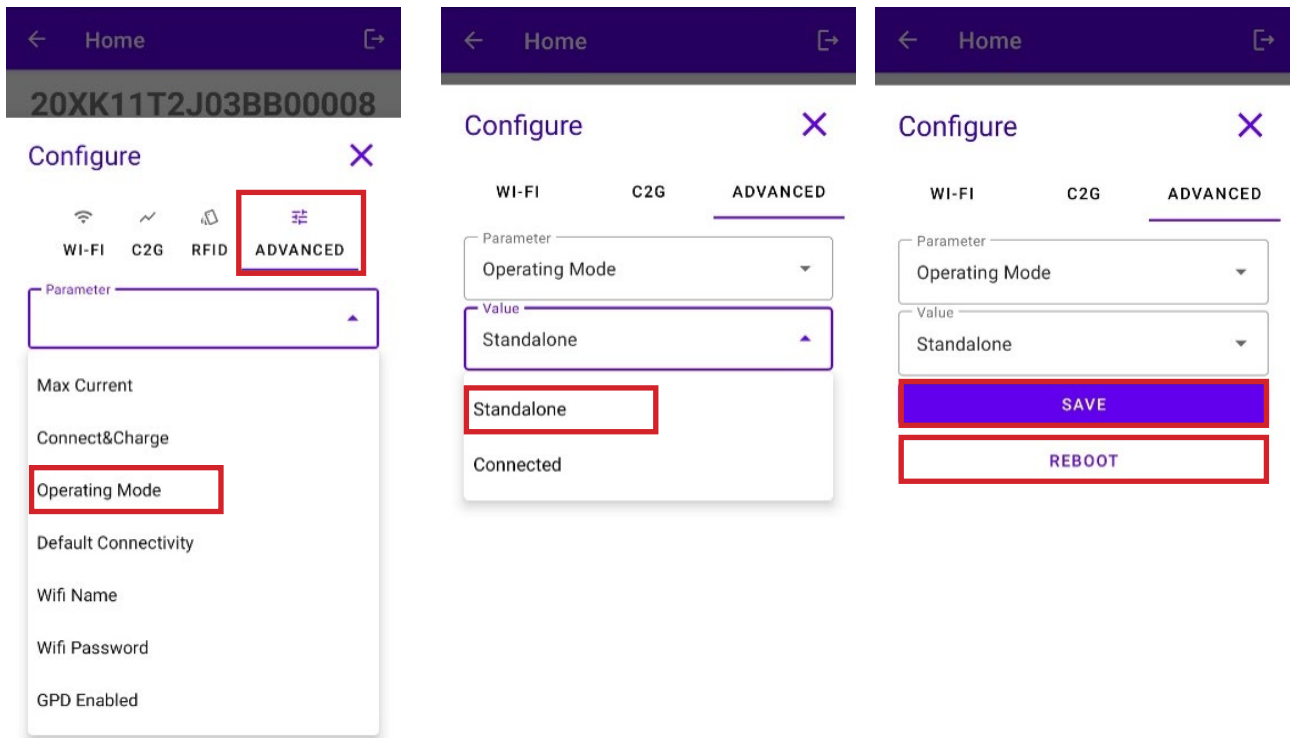 Home
20XK11T2J03BB00008
Configure
WI-FI C2G RFID ADVANCED
Parameter
Max Current
Connect&Charge
Operating Mode
Default Connectivity
Wifi Name
Wifi Password
GPD Enabled
Home
Configure
WI-FI C2G ADVANCED
Parameter
Operating Mode
Value
Standalone
Standalone
Connected
Home
Configure
WI-FI C2G ADVANCED
Parameter
Operating Mode
Value
Standalone
SAVE
REBOOT